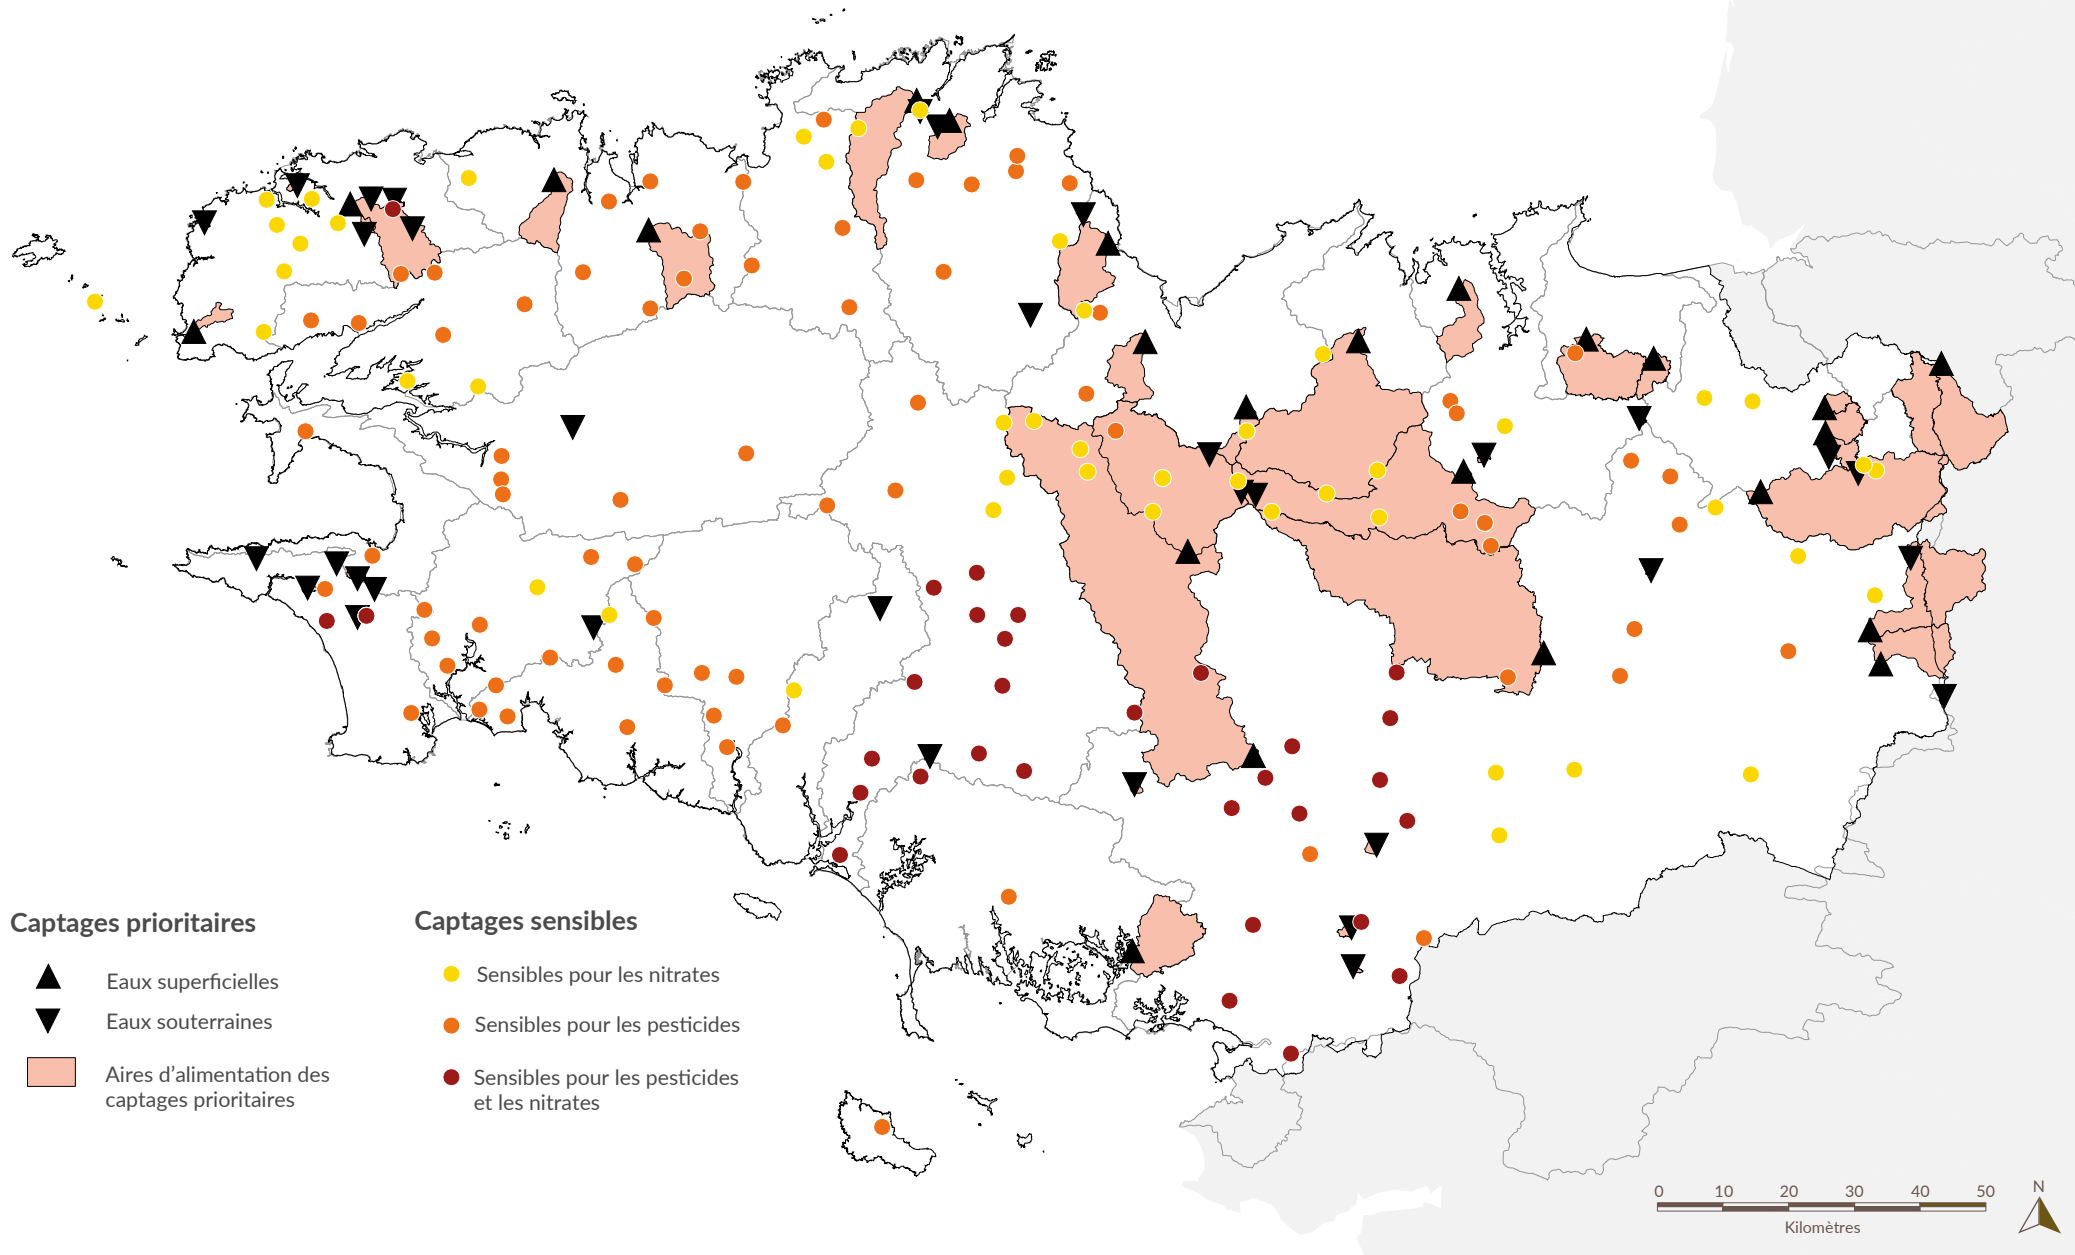 Captages prioritaires
Eaux superficielles
Eaux souterraines
Aires d’alimentation des
captages prioritaires
Captages sensibles
Sensibles pour les nitrates
Sensibles pour les pesticides
Sensibles pour les pesticides
et les nitrates
0 10 20 30 40 50
Kilomètres
N